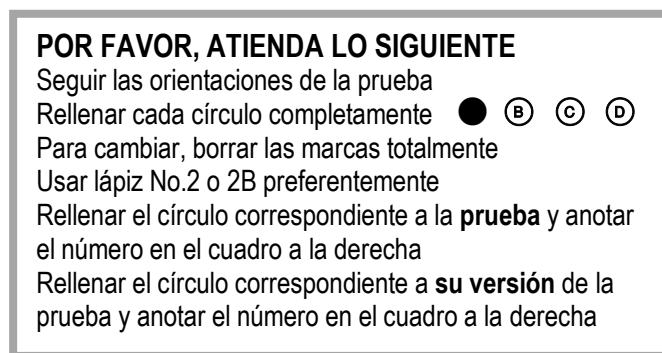 POR FAVOR, ATIENDA LO SIGUIENTE
Seguir las orientaciones de la prueba
Rellenar cada círculo completamente B C D
Para cambiar, borrar las marcas totalmente
Usar lápiz No.2 o 2B preferentemente
Rellenar el círculo correspondiente a la prueba y anotar
el número en el cuadro a la derecha
Rellenar el círculo correspondiente a su versión de la
prueba y anotar el número en el cuadro a la derecha